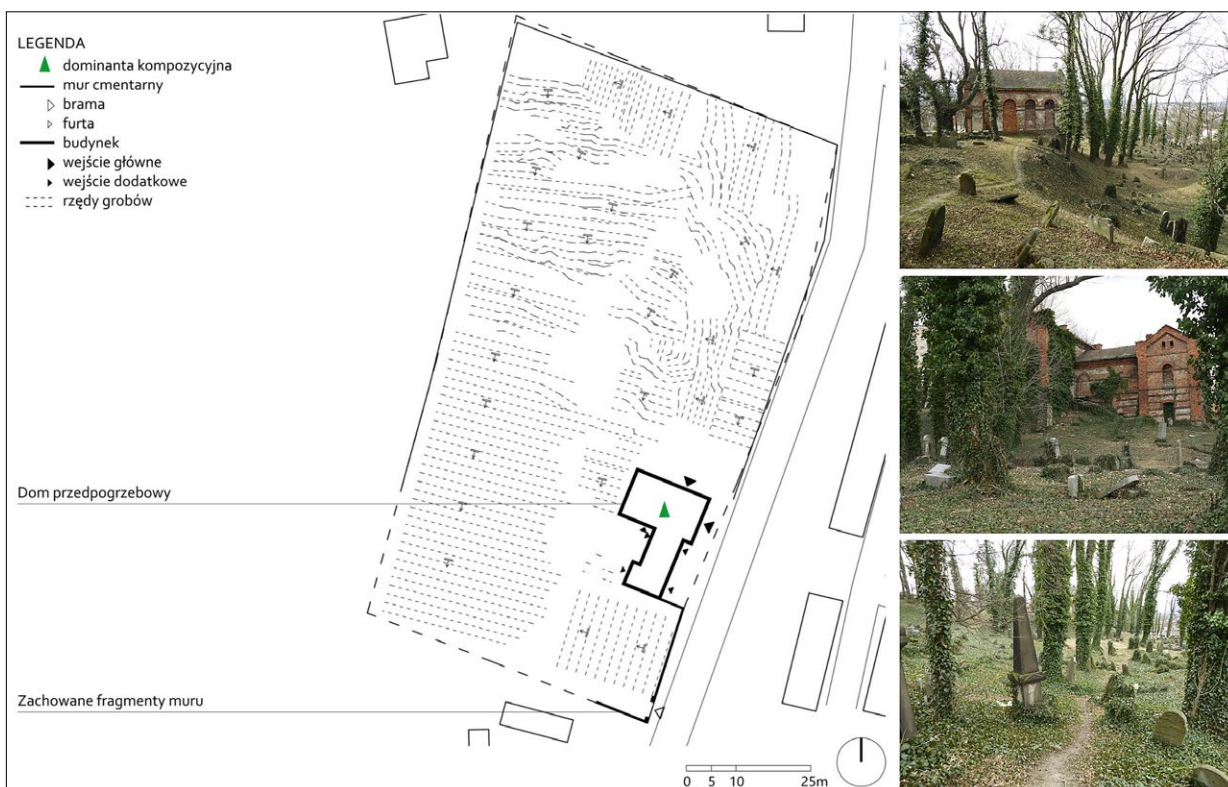 LEGENDA
dominanta kompozycyjna
mur cmentarny
brama
furta
budynek
wejście główne
wejście dodatkowe
rzędy grobów
Dom przedpogrzebowy
Zachowane fragmenty muru
0 5 10 25m